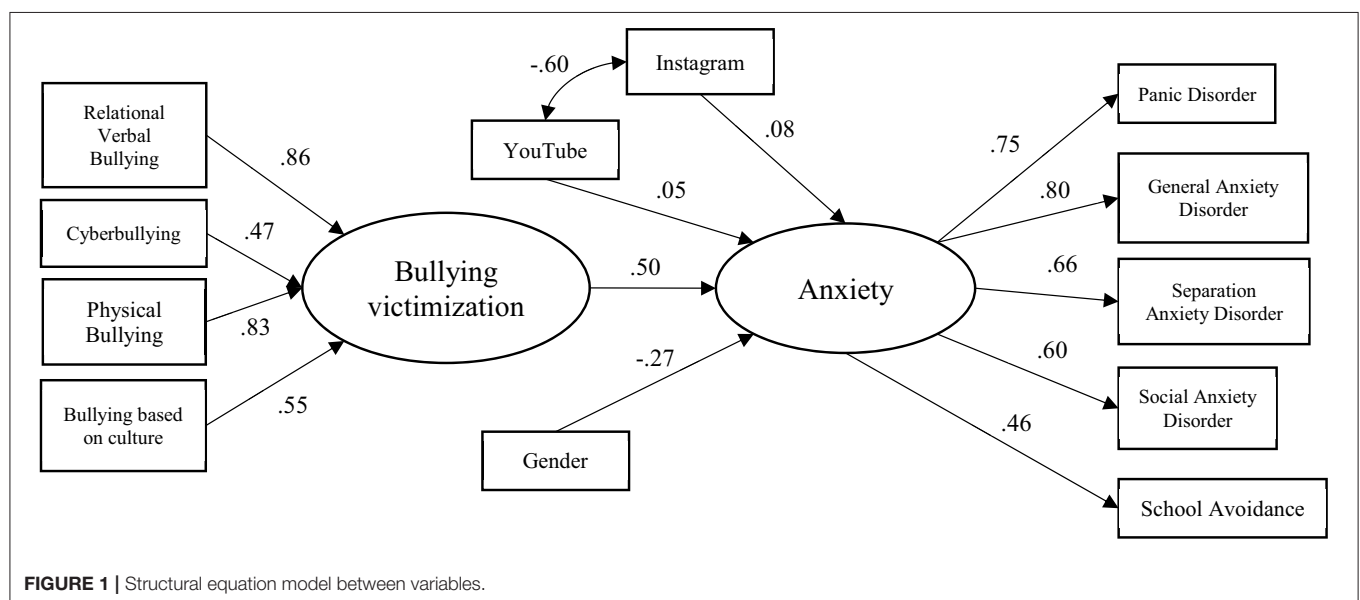 Relational
Verbal
Bullying
.86
Cyberbullying
.47
Physical
Bullying
.83
Bullying based
on culture
.55
Bullying
victimization
-.60
Instagram
YouTube
.08
.05
.50
-.27
Gender
Anxiety
.75
Panic Disorder
.80
General Anxiety
Disorder
.66
Separation
Anxiety Disorder
.60
Social Anxiety
Disorder
.46
School Avoidance
FIGURE 1 | Structural equation model between variables.